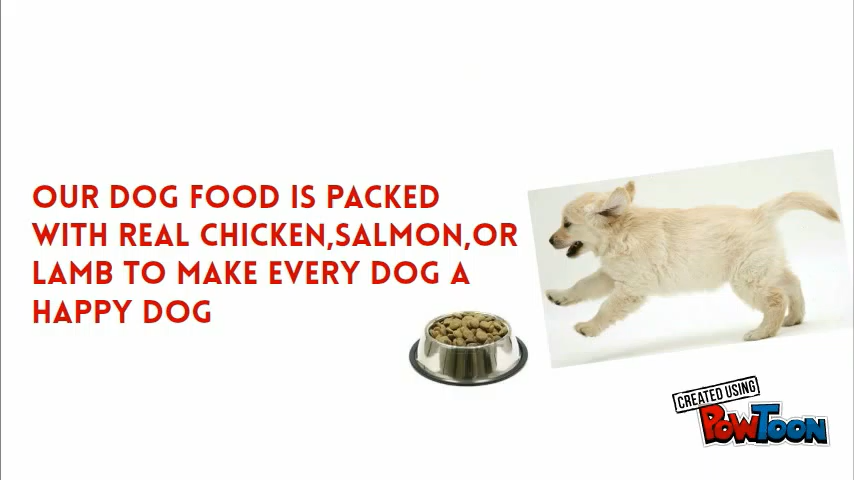 OUR DOG FOOD IS PACKED
WITH REAL CHICKEN,SALMON,OR
LAMB TO MAKE EVERY DOG A
HAPPY DOG
CREATED USING
POWTOON